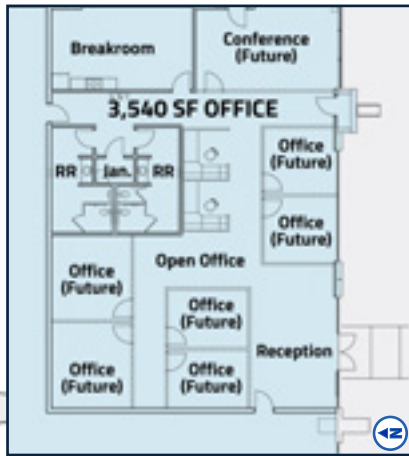 Breakroom
Conference
(Future)
3,540 SF OFFICE
RR
Jan.
RR
Office
(Future)
Office
(Future)
Open Office
Office
(Future)
Office
(Future)
Reception
Office
(Future)
Office
(Future)
N